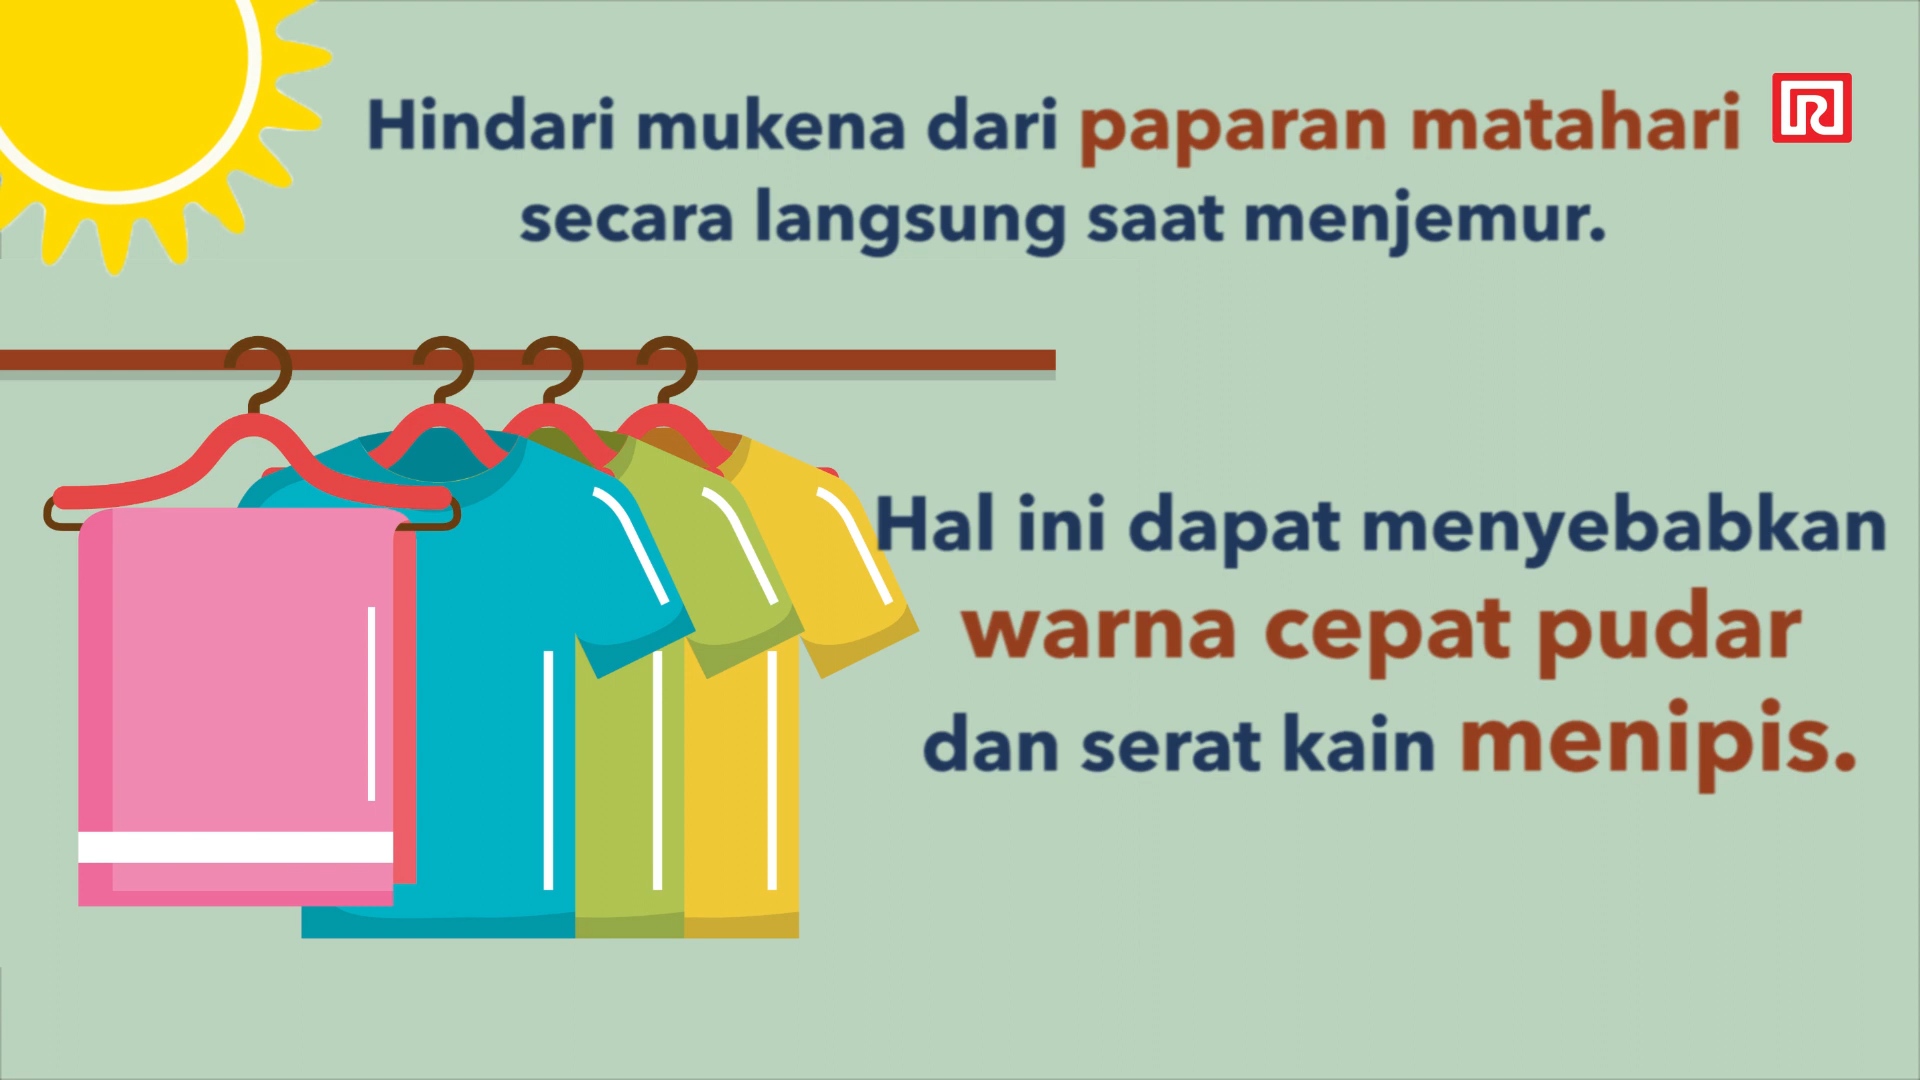 Hindari mukena dari paparan matahari
secara langsung saat menjemur.
Hal ini dapat menyebabkan
warna cepat pudar
dan serat kain menipis.